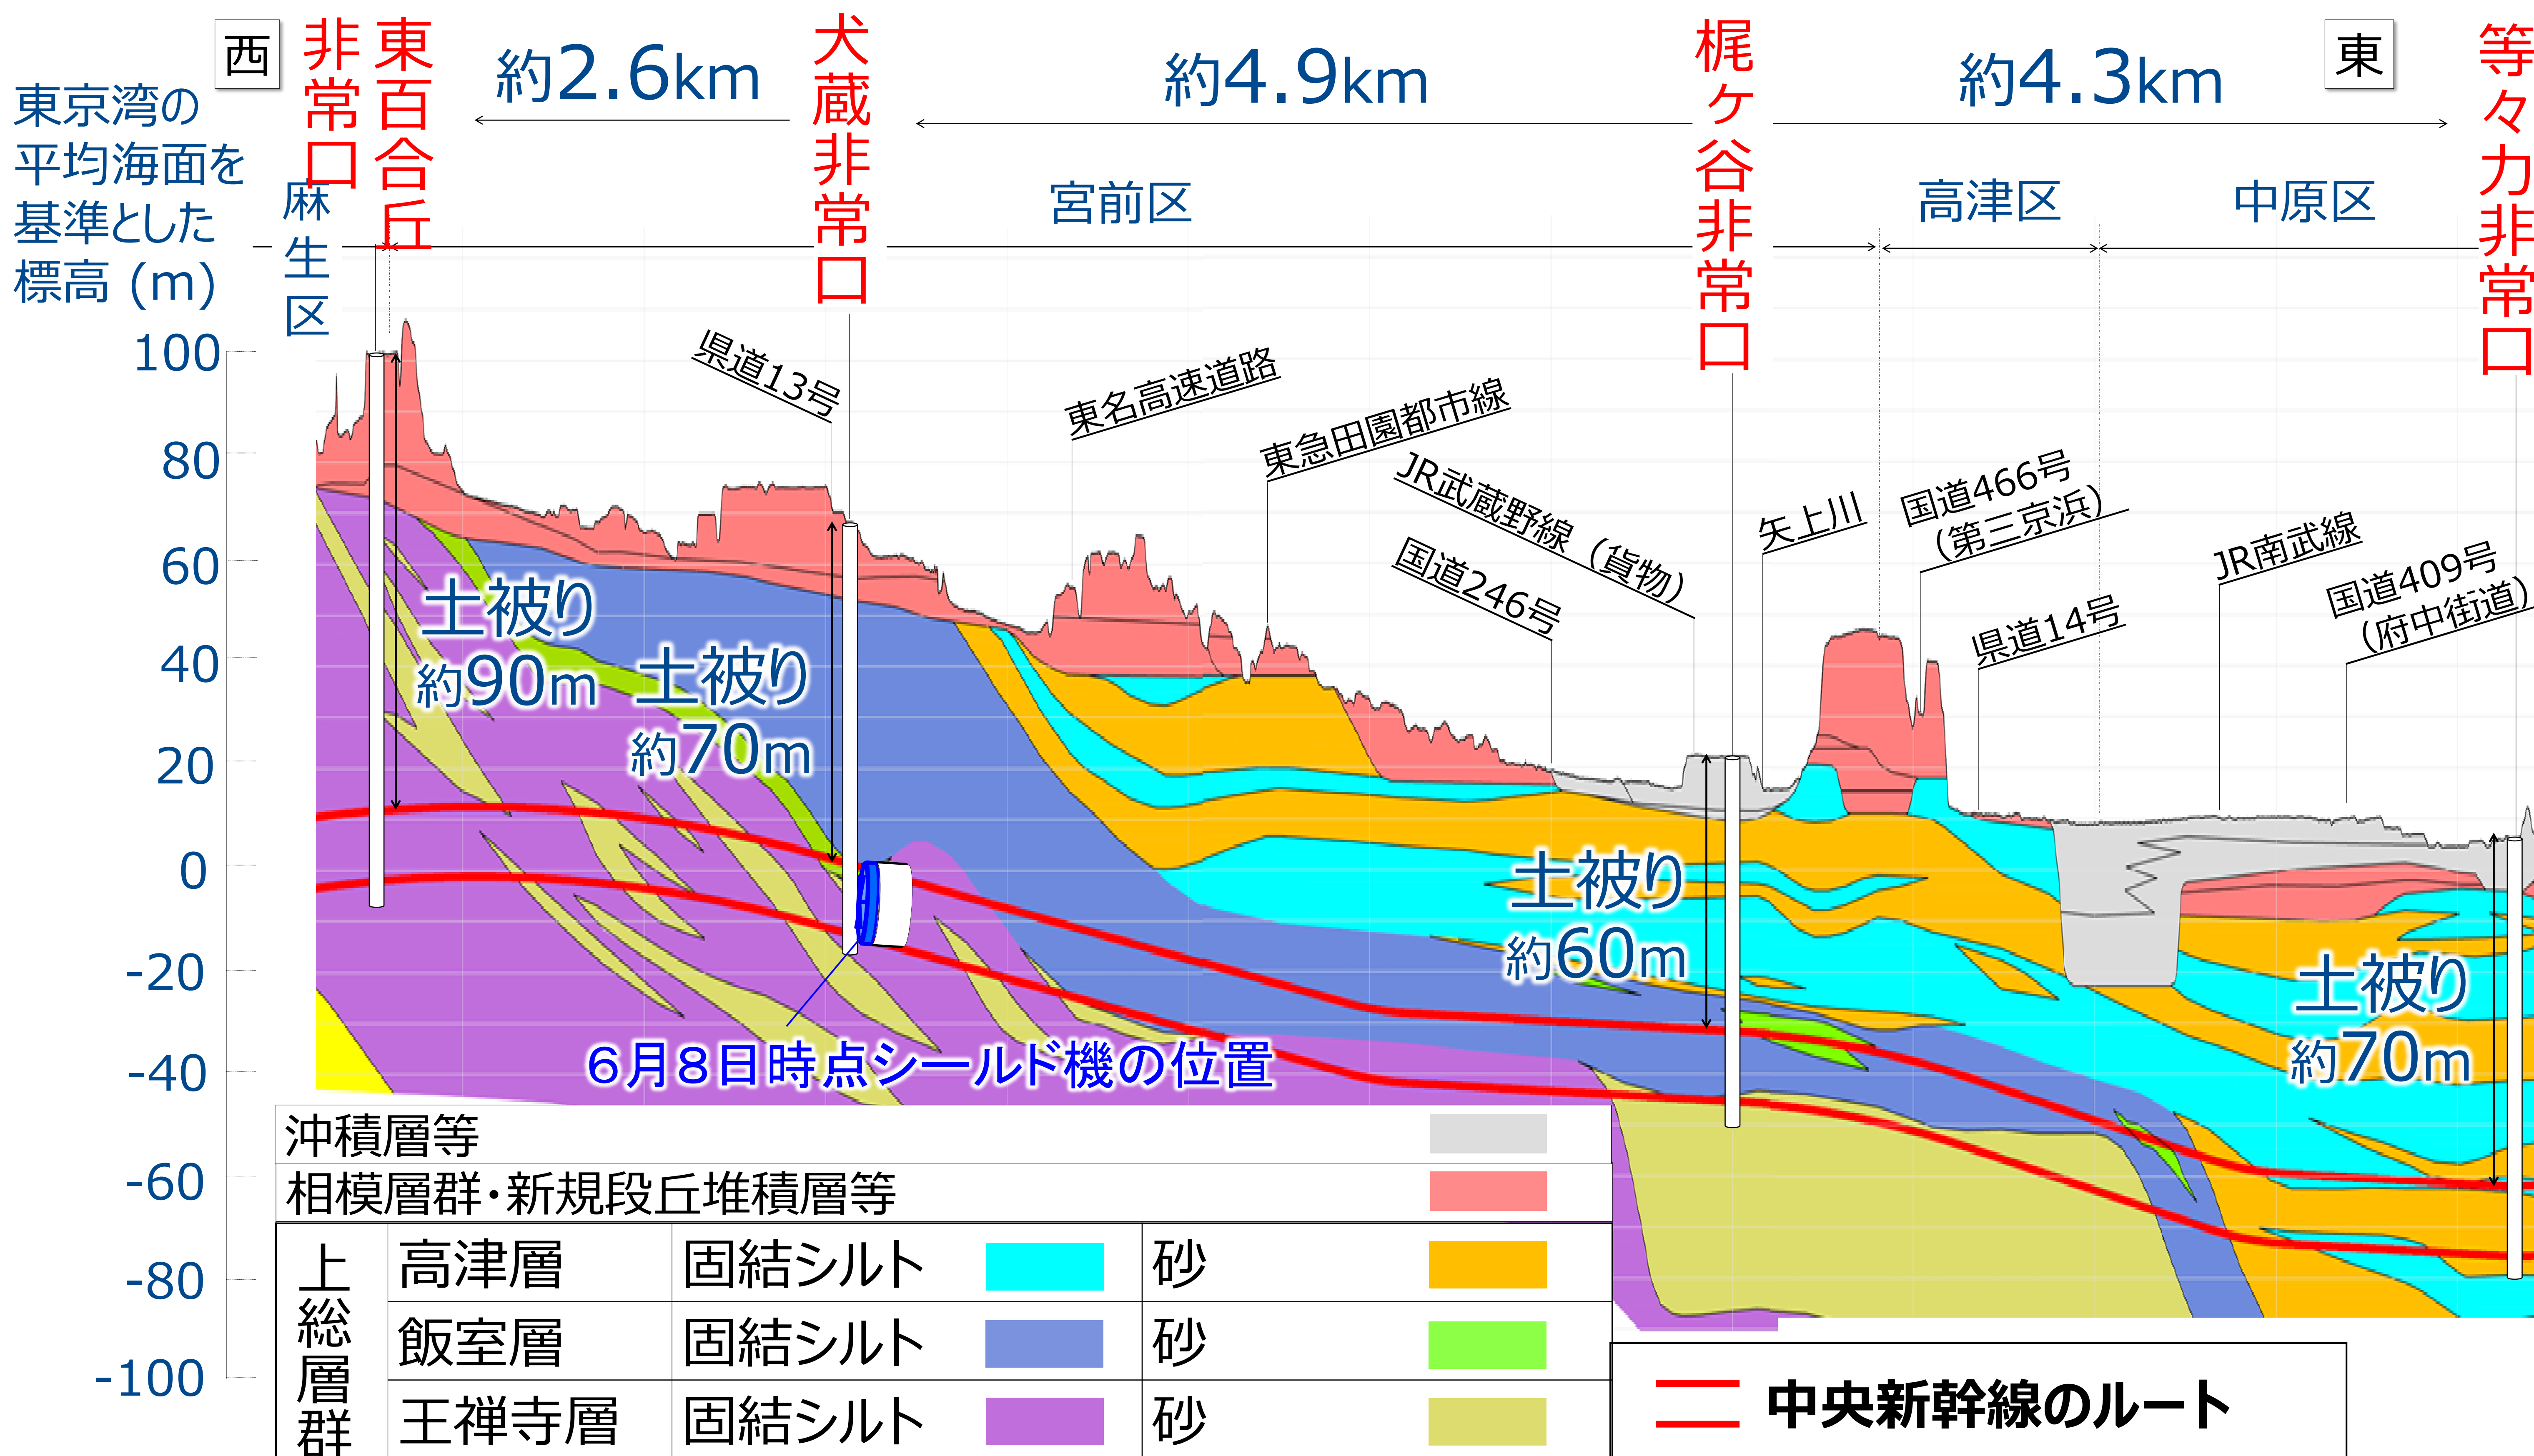 西
東
東京湾の
平均海面を
基準とした
標高 (m)
東百合丘
非常口
約2.6km
犬蔵非常口
約4.9km
梶ヶ谷非常口
約4.3km
等々力非常口
麻生区
宮前区
高津区
中原区
100
80
60
40
20
0
-20
-40
-60
-80
-100
県道13号
東名高速道路
東急田園都市線
JR武蔵野線（貨物）
国道246号
矢上川
国道466号
（第三京浜）
県道14号
JR南武線
国道409号
（府中街道）
土被り
約90m
土被り
約70m
土被り
約60m
土被り
約70m
６月８日時点シールド機の位置
沖積層等
相模層群・新規段丘堆積層等
上総層群
高津層 固結シルト 砂
飯室層 固結シルト 砂
王禅寺層 固結シルト 砂
中央新幹線のルート